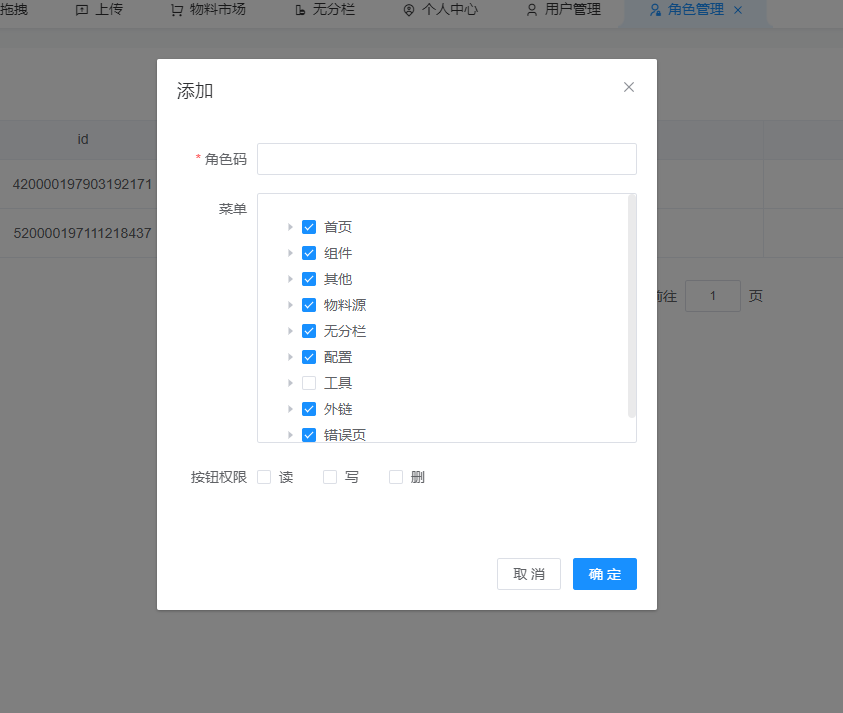 拖拽 上传 物料市场 无分栏 个人中心 用户管理 角色管理
添加
id
* 角色码
420000197903192171
菜单
首页
520000197111218437
组件
其他
物料源
前往 1 页
无分栏
配置
工具
外链
错误页
按钮权限 读 写 删
取 消 确 定